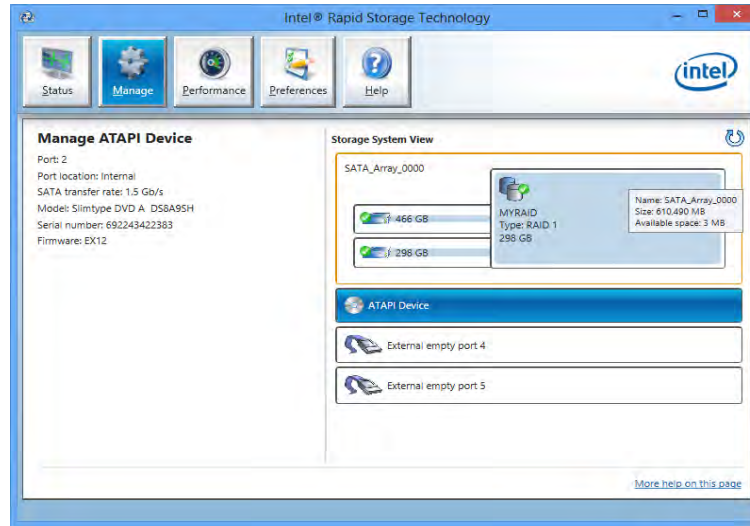 Intel® Rapid Storage Technology
Status
Manage
Performance
Preferences
Help
intel
Manage ATAPI Device
Port: 2
Port location: Internal
SATA transfer rate: 1.5 Gb/s
Model: Slimtype DVD A DS8A9SH
Serial number: 692243422383
Firmware: EX12
Storage System View
SATA_Array_0000
466 GB
298 GB
MYRAID
Type: RAID 1
298 GB
Name: SATA_Array_0000
Size: 610,490 MB
Available space: 3 MB
ATAPI Device
External empty port 4
External empty port 5
More help on this page